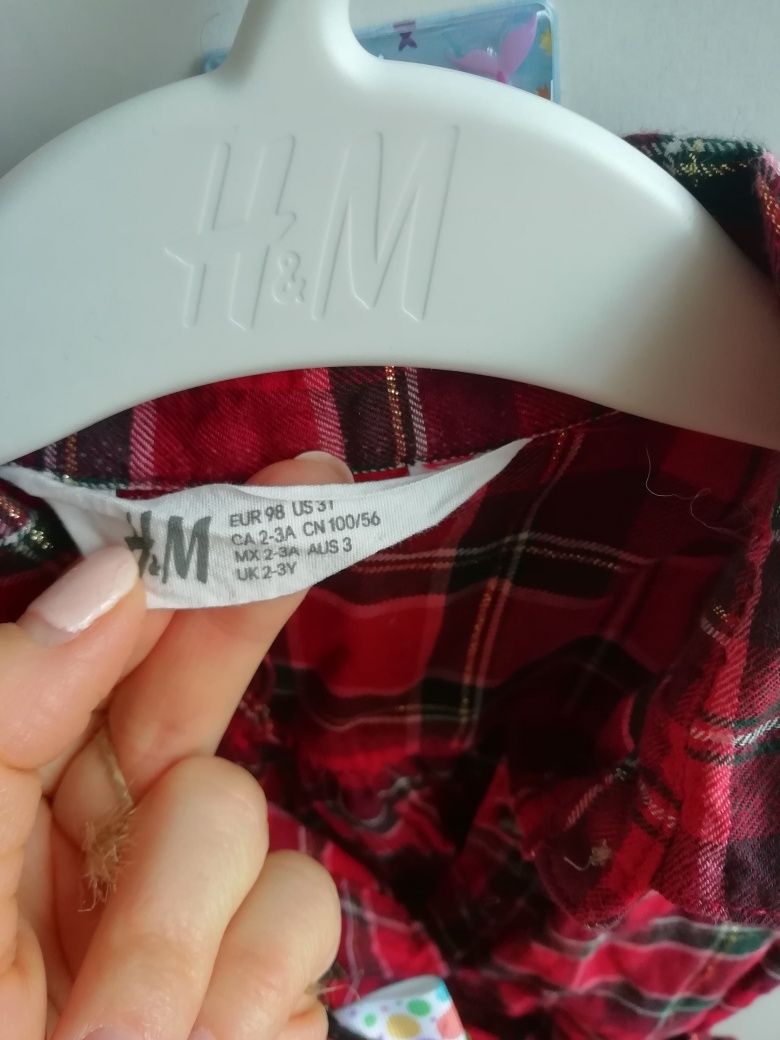 H&M
H&M
EUR 98 US 3T
CA 2-3A CN 100/56
MX 2-3A AUS 3
UK 2-3Y